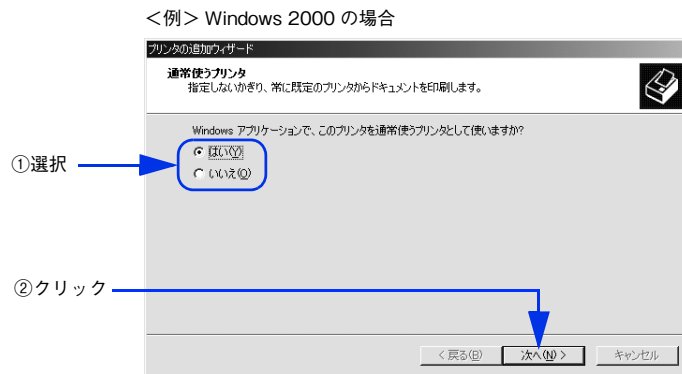 ＜例＞ Windows 2000 の場合
プリンタの追加ウィザード
通常使うプリンタ
指定しないかぎり、常に既定のプリンタからドキュメントを印刷します。
Windows アプリケーションで、このプリンタを通常使うプリンタとして使いますか?
はい(Y)
①選択
いいえ(O)
②クリック
< 戻る(B)
次へ(N) >
キャンセル